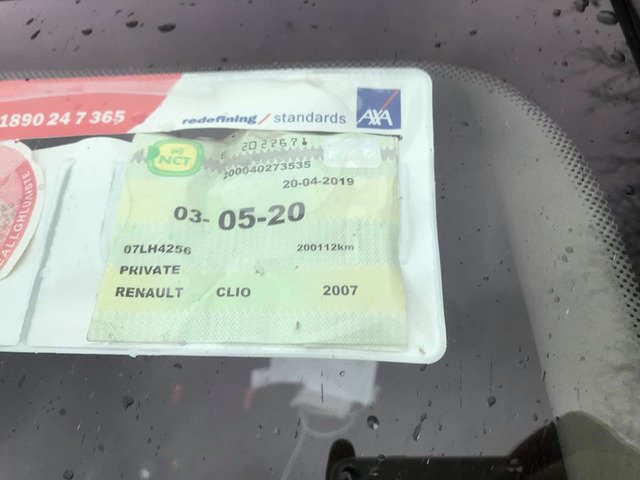 1890 24 7 365
redefining / standards
AXA
NCT
200040273535
20-04-2019
03- 05-20
07LH4256
200112km
PRIVATE
RENAULT CLIO 2007